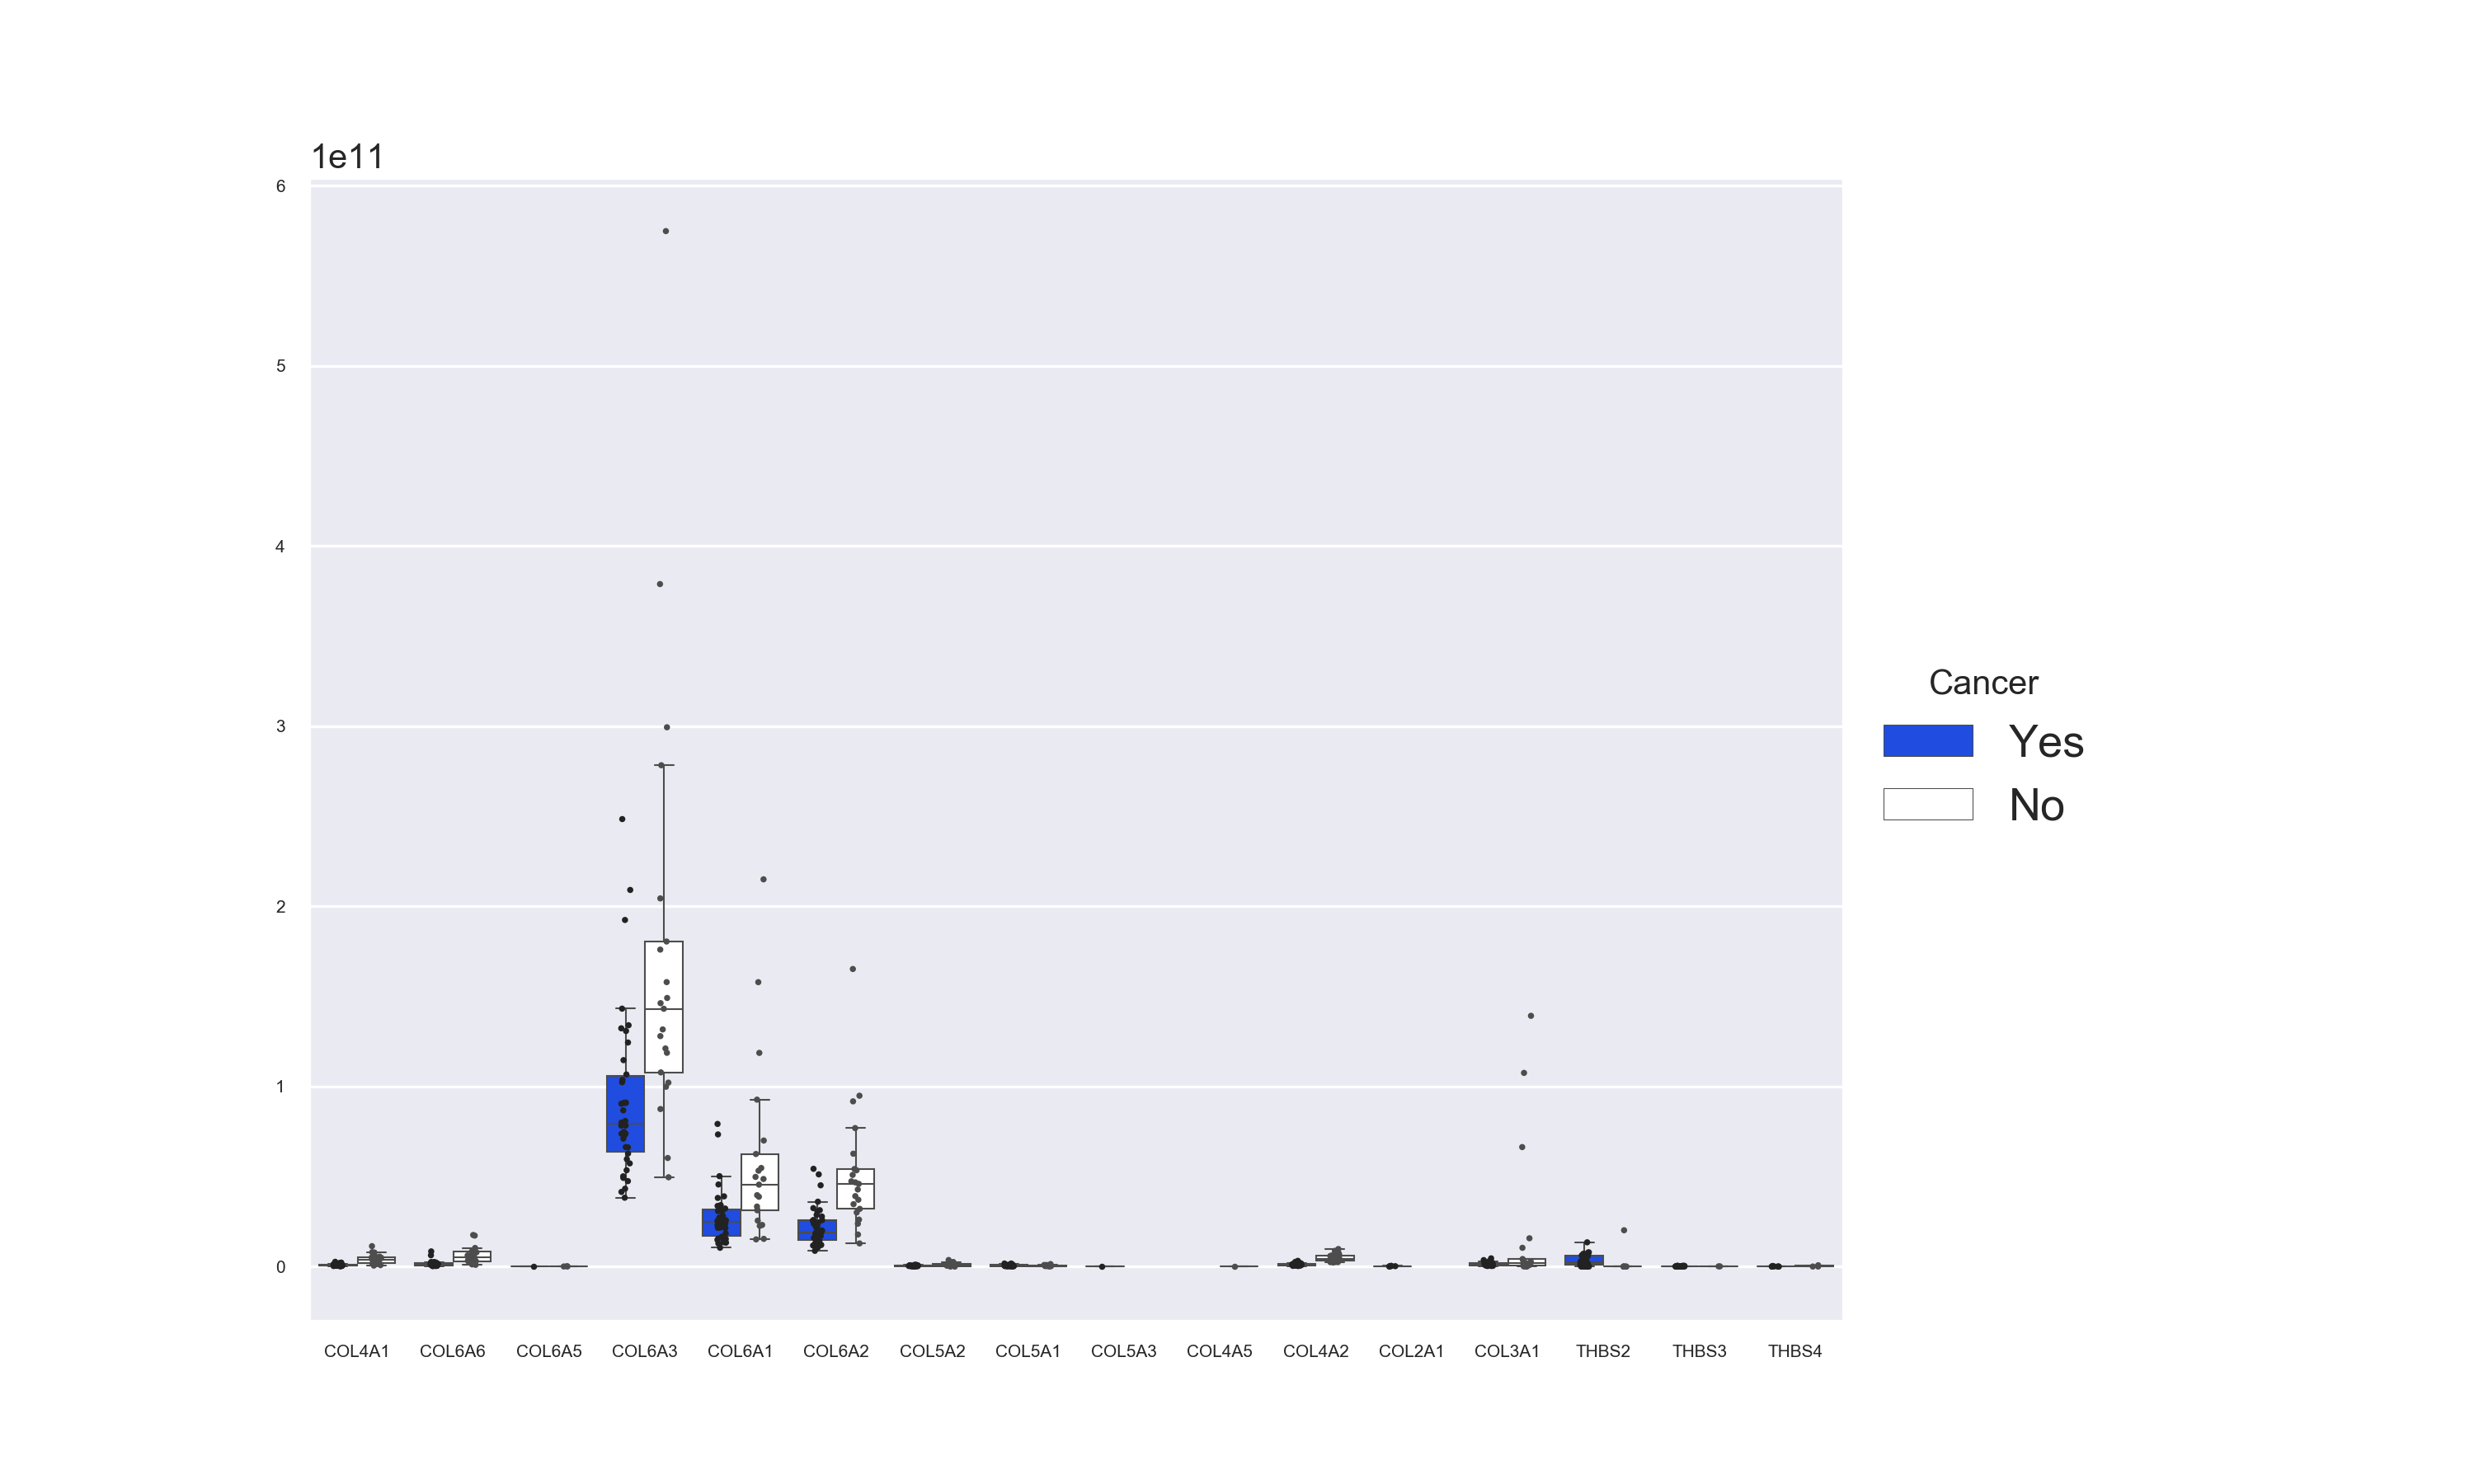 1e11
6
5
4
3
2
1
0
COL4A1 COL6A6 COL6A5 COL6A3 COL6A1 COL6A2 COL5A2 COL5A1 COL5A3 COL4A5 COL4A2 COL2A1 COL3A1 THBS2 THBS3 THBS4
Cancer
Yes
No